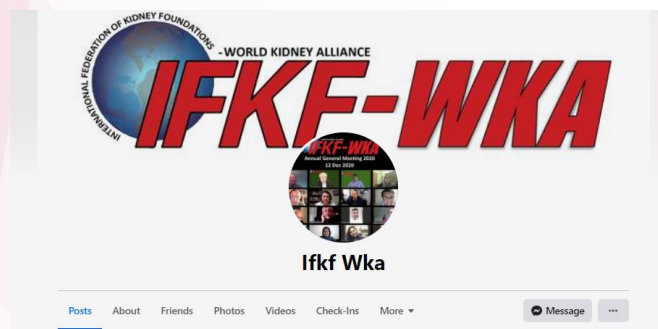 INTERNATIONAL FEDERATION OF KIDNEY FOUNDATIONS
- WORLD KIDNEY ALLIANCE
IFKF-WKA
IFKF-WKA
Annual General Meeting 2020
12 Dec 2020
Ifkf Wka
Posts About Friends Photos Videos Check-Ins More
Message